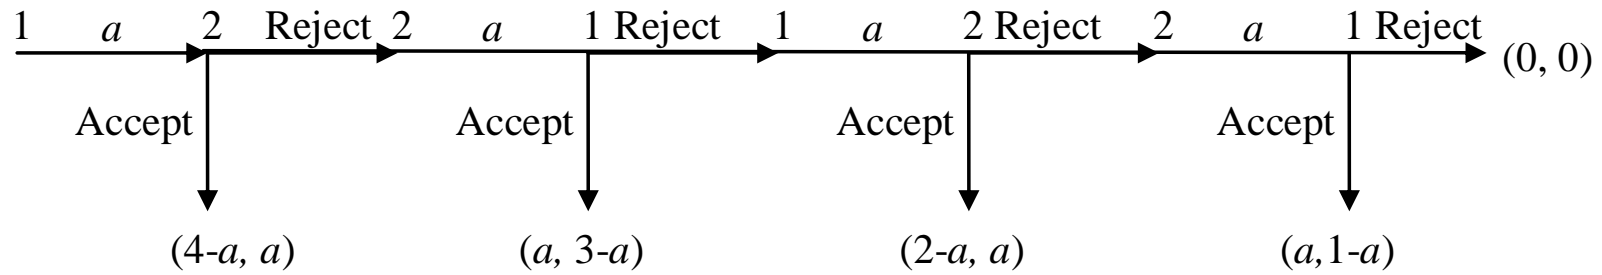 1 a 2 Reject 2 a 1 Reject 1 a 2 Reject 2 a 1 Reject
(0, 0)
Accept Accept Accept Accept
(4-a, a) (a, 3-a) (2-a, a) (a,1-a)